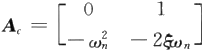 A_c = [ 0 1
-ω_n^2 -2ξω_n ]